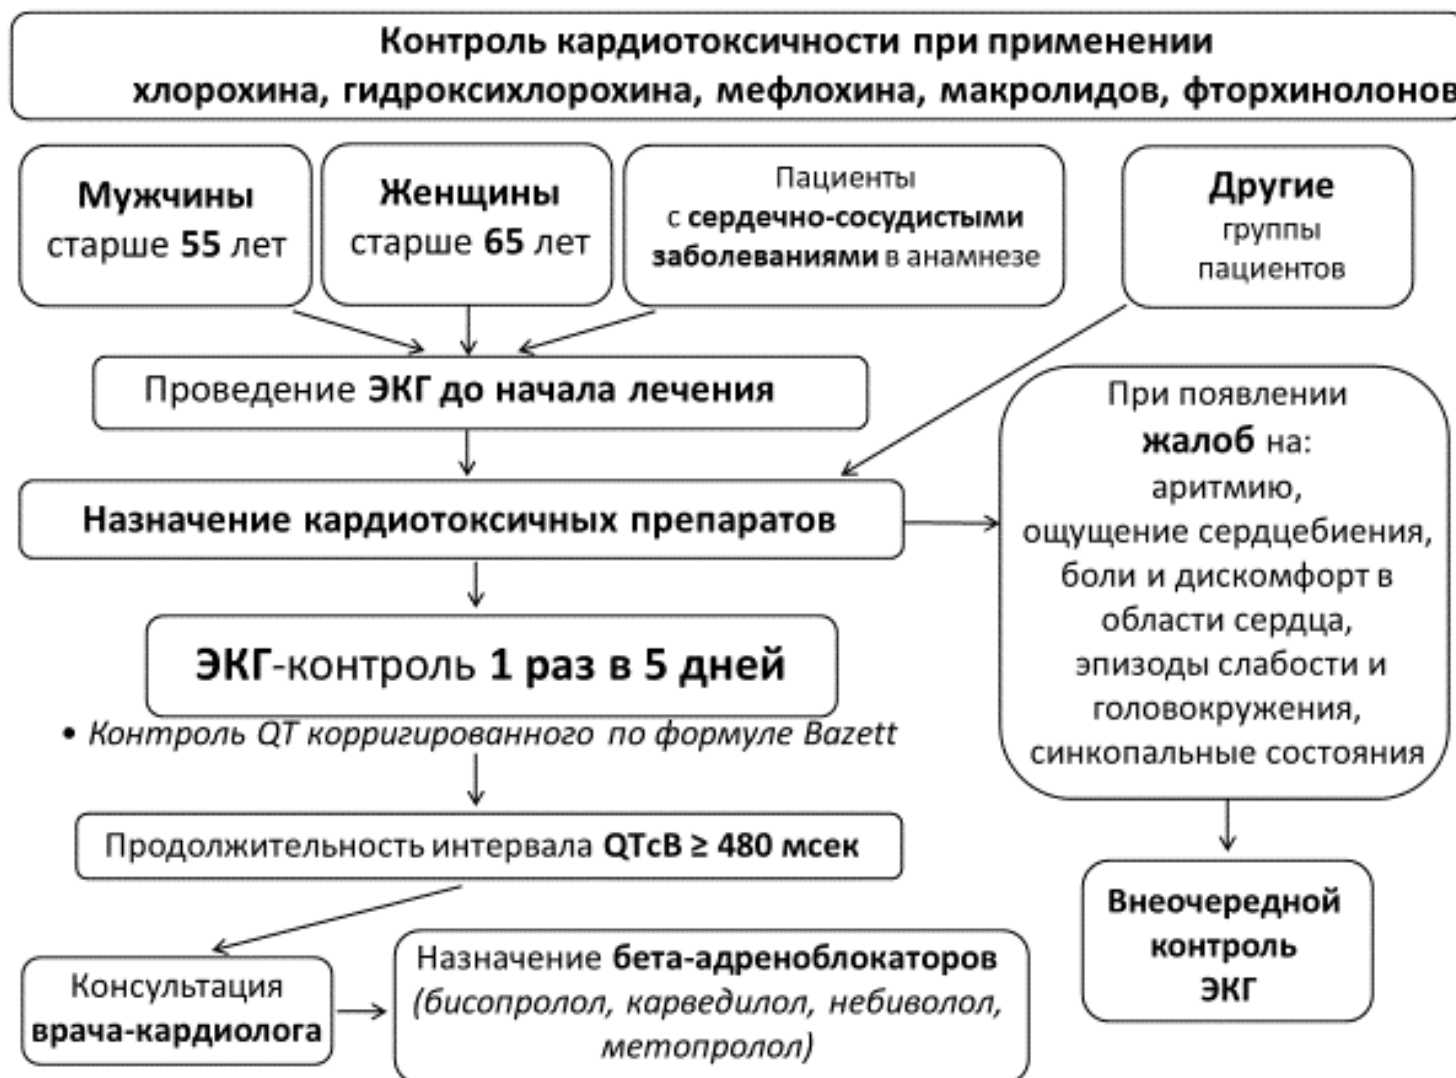 Контроль кардиотоксичности при применении
хлорохина, гидроксихлорохина, мефлохина, макролидов, фторхинолонов
Мужчины
старше 55 лет
Женщины
старше 65 лет
Пациенты
с сердечно-сосудистыми
заболеваниями в анамнезе
Другие
группы
пациентов
Проведение ЭКГ до начала лечения
Назначение кардиотоксичных препаратов
При появлении
жалоб на:
аритмию,
ощущение сердцебиения,
боли и дискомфорт в
области сердца,
эпизоды слабости и
головокружения,
синкопальные состояния
ЭКГ-контроль 1 раз в 5 дней
• Контроль QT корригированного по формуле Bazett
Продолжительность интервала QTcB ≥ 480 мсек
Внеочередной
контроль
ЭКГ
Консультация
врача-кардиолога
Назначение бета-адреноблокаторов
(бисопролол, карведилол, небиволол,
метопролол)